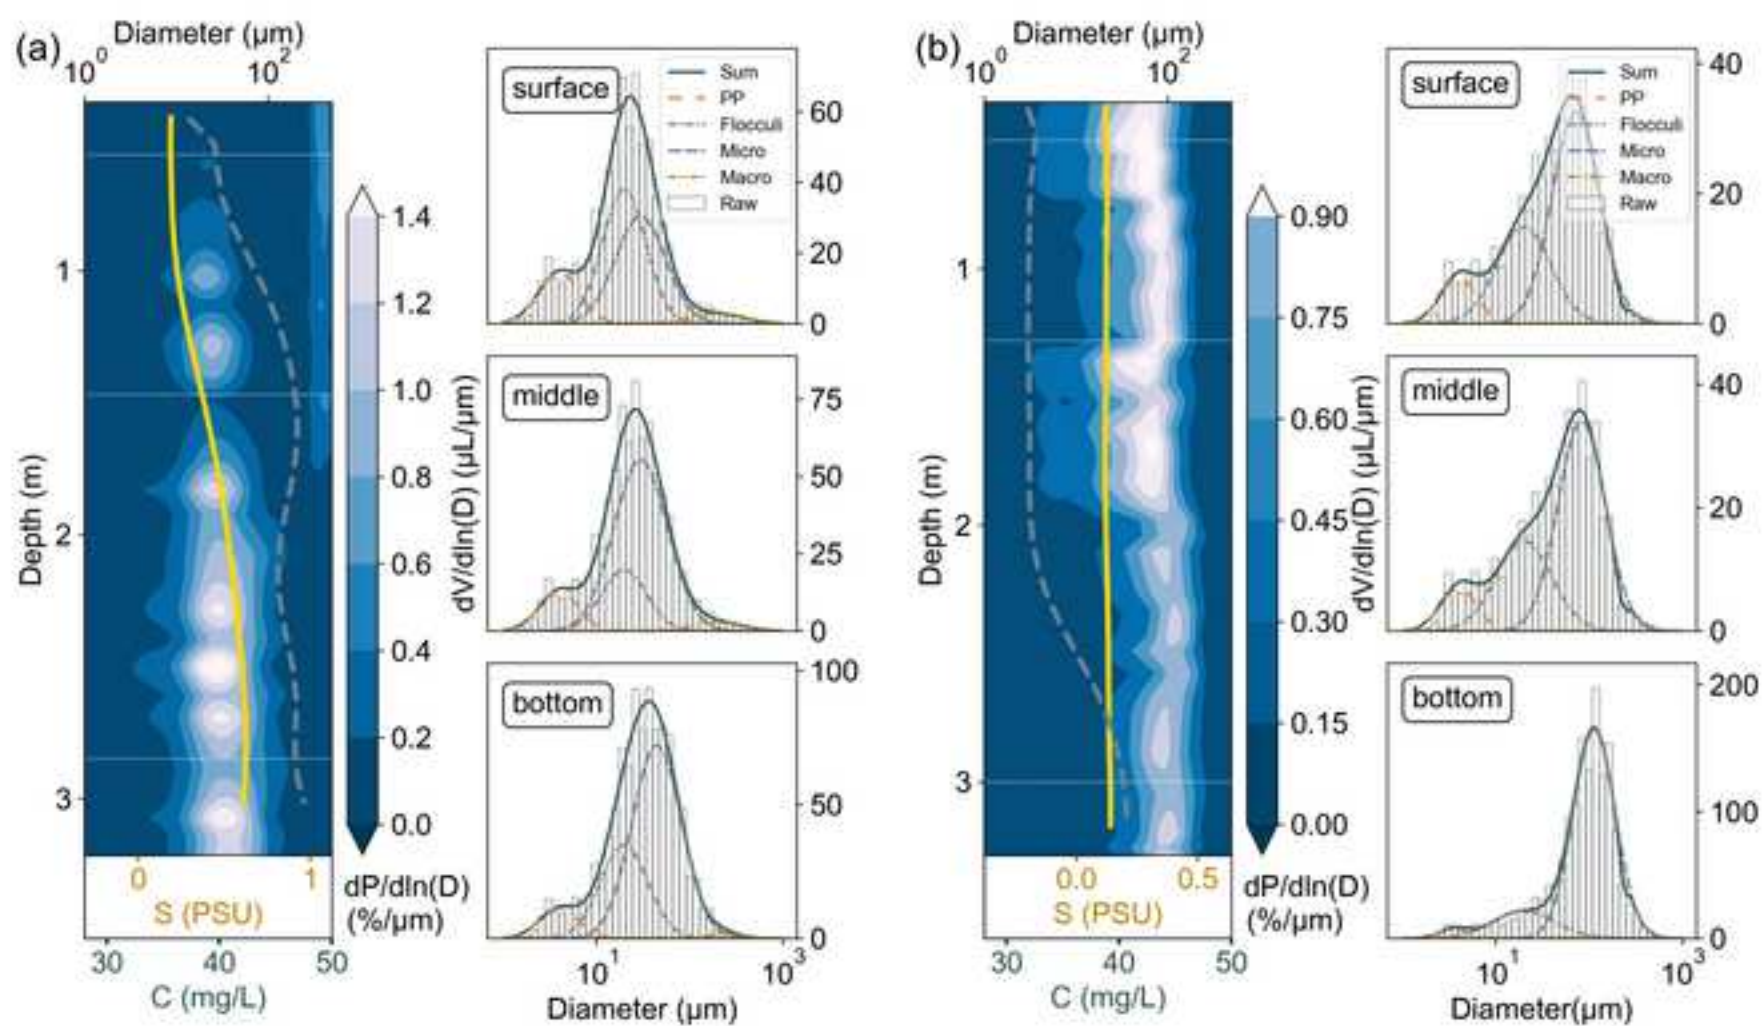 (a)
Diameter (µm)
10⁰ 10²
Depth (m)
1
2
3
0 1
S (PSU)
30 40 50
C (mg/L)
1.4
1.2
1.0
0.8
0.6
0.4
0.2
0.0
dP/dln(D)
(%/µm)
surface
Sum
PP
Flocculi
Micro
Macro
Raw
60
40
20
0
middle
75
50
25
0
dV/dln(D) (µL/µm)
bottom
100
50
0
10¹ 10³
Diameter (µm)
(b)
Diameter (µm)
10⁰ 10²
Depth (m)
1
2
3
0.0 0.5
S (PSU)
30 40 50
C (mg/L)
0.90
0.75
0.60
0.45
0.30
0.15
0.00
dP/dln(D)
(%/µm)
surface
Sum
PP
Flocculi
Micro
Macro
Raw
40
20
0
middle
40
20
0
dV/dln(D) (µL/µm)
bottom
200
100
0
10¹ 10³
Diameter(µm)